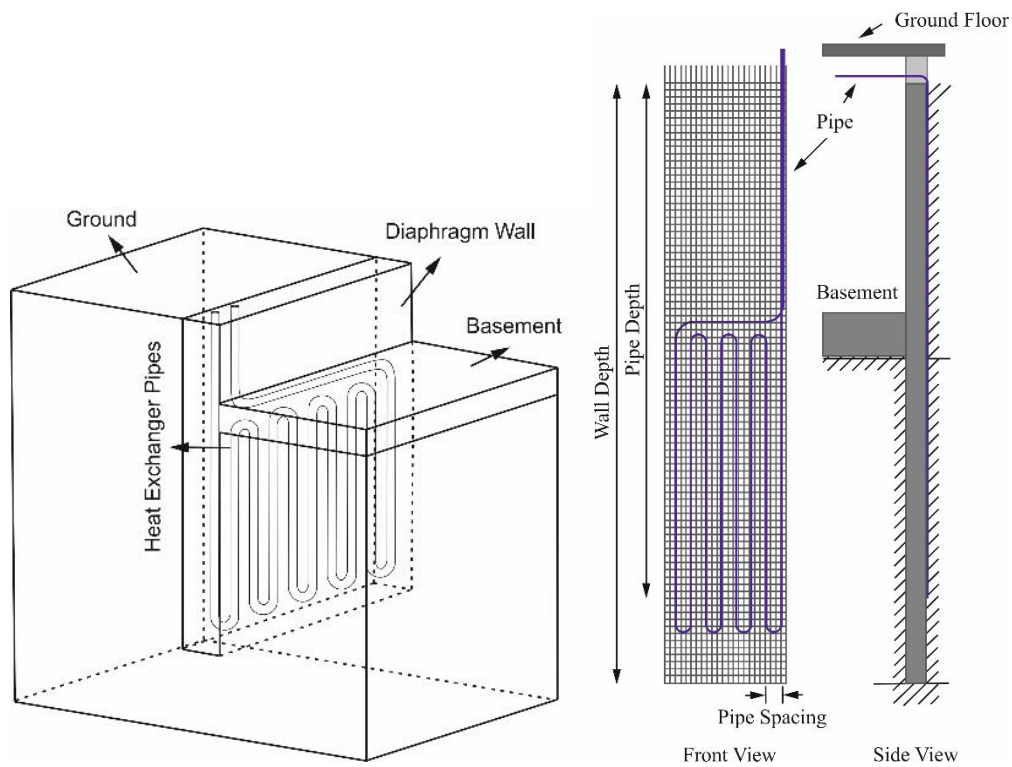 Ground
Diaphragm Wall
Basement
Heat Exchanger Pipes
Ground Floor
Pipe
Basement
Wall Depth
Pipe Depth
Pipe Spacing
Front View
Side View